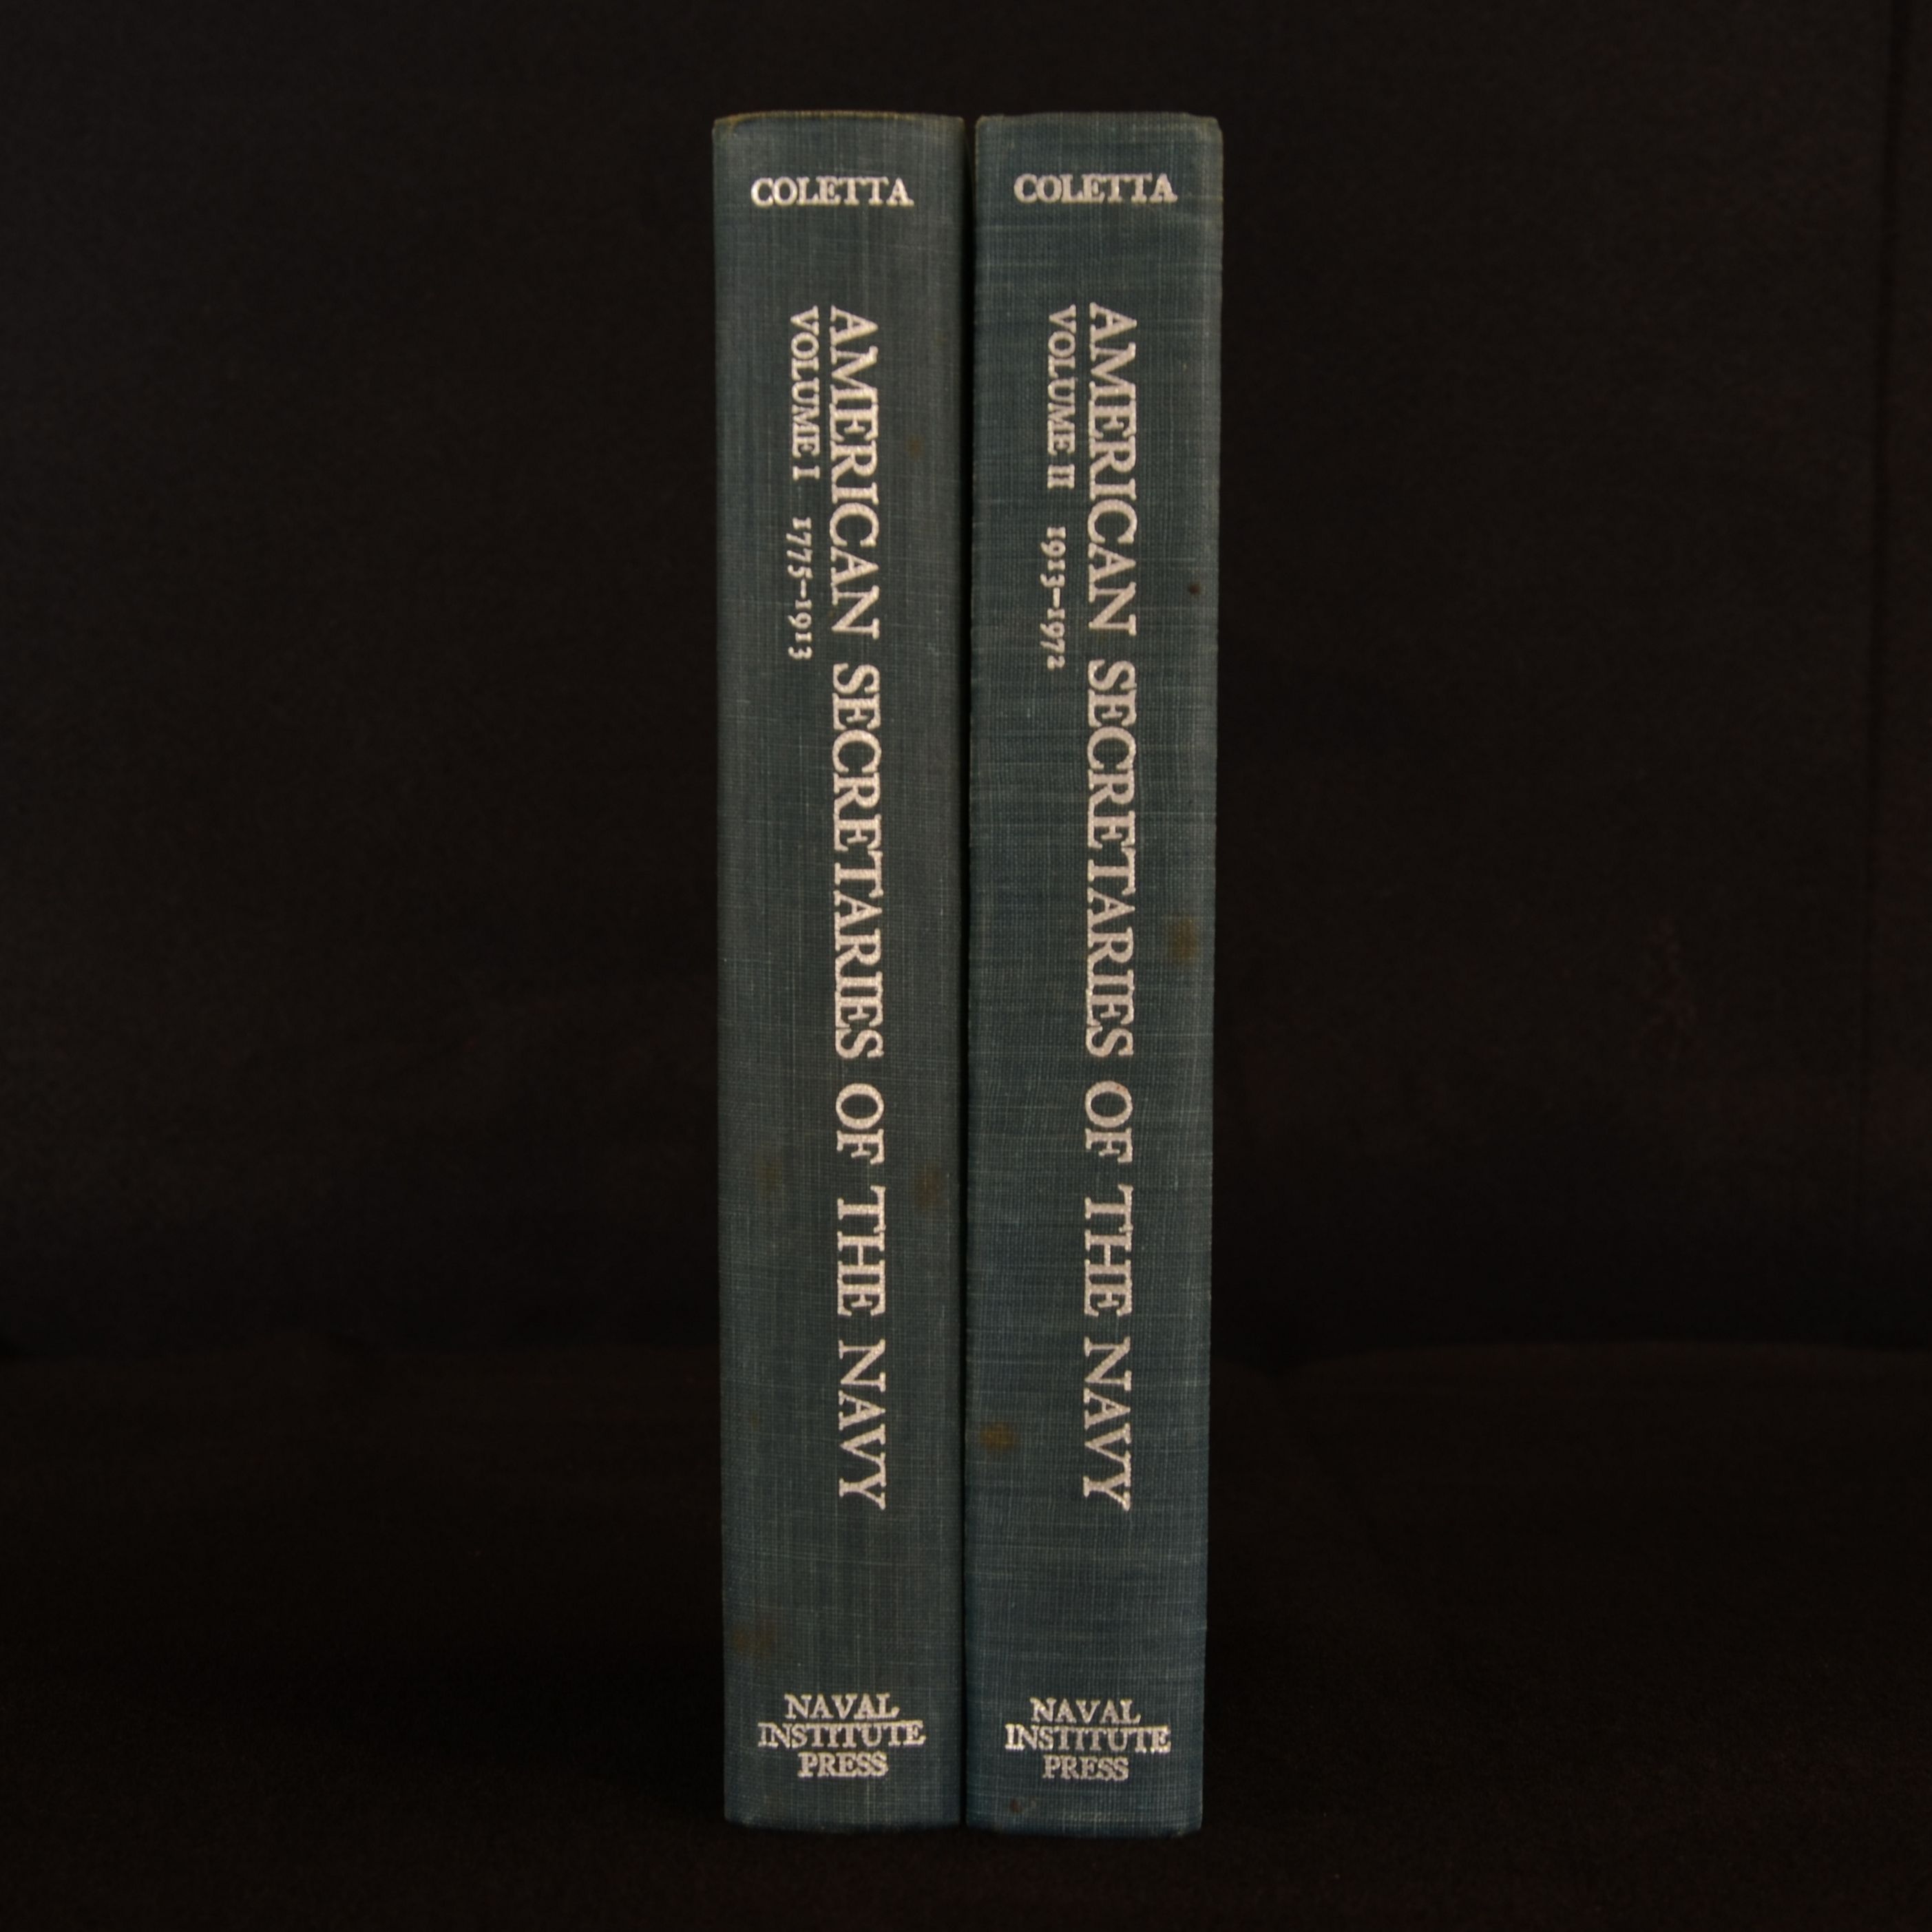 COLETTA
AMERICAN SECRETARIES OF THE NAVY
VOLUME I 1775–1913
NAVAL
INSTITUTE
PRESS
COLETTA
AMERICAN SECRETARIES OF THE NAVY
VOLUME II 1913–1972
NAVAL
INSTITUTE
PRESS